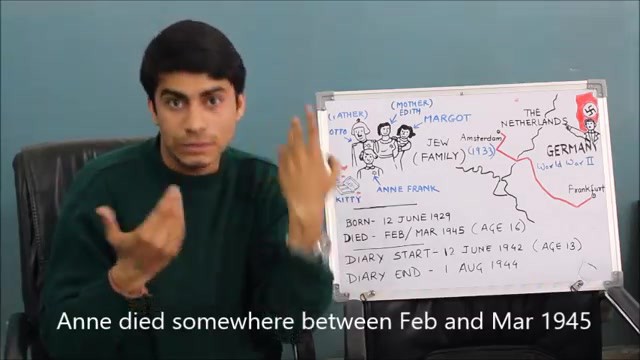 (MOTHER)
EDITH
OTTO
MARGOT
JEW
(FAMILY)
ANNE FRANK
KITTY
THE
NETHERLANDS
Amsterdam
(1933)
GERMANY
World War II
Frankfurt
BORN- 12 JUNE 1929
DIED- FEB/MAR 1945 (AGE 16)
DIARY START- 12 JUNE 1942 (AGE 13)
DIARY END - 1 AUG 1944
Anne died somewhere between Feb and Mar 1945